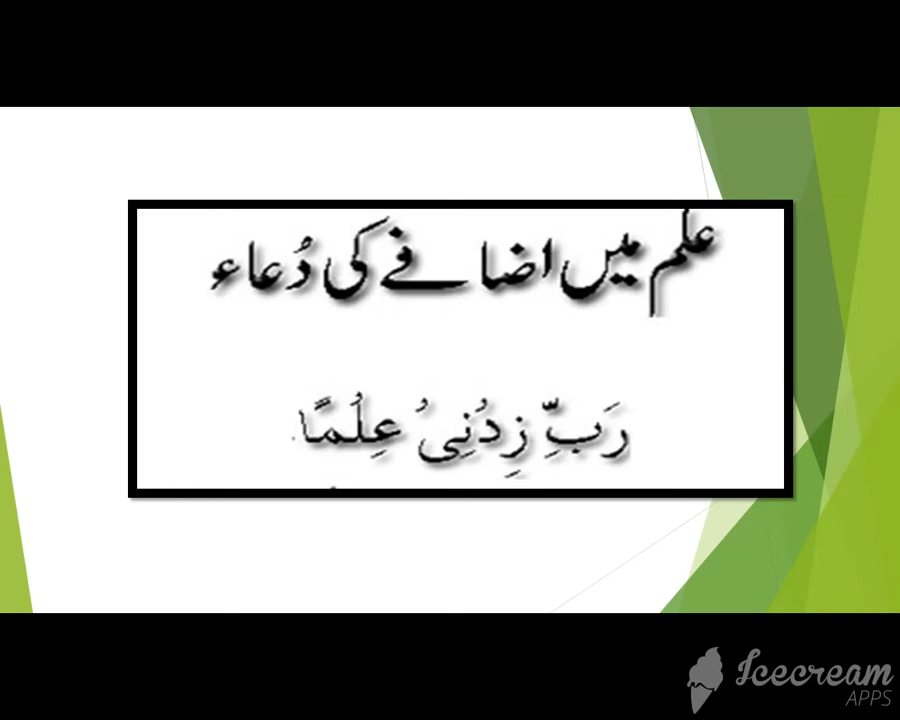 علم میں اضافے کی دُعاء
رَبِّ زِدْنِیْ عِلْمًا
Icecream
APPS